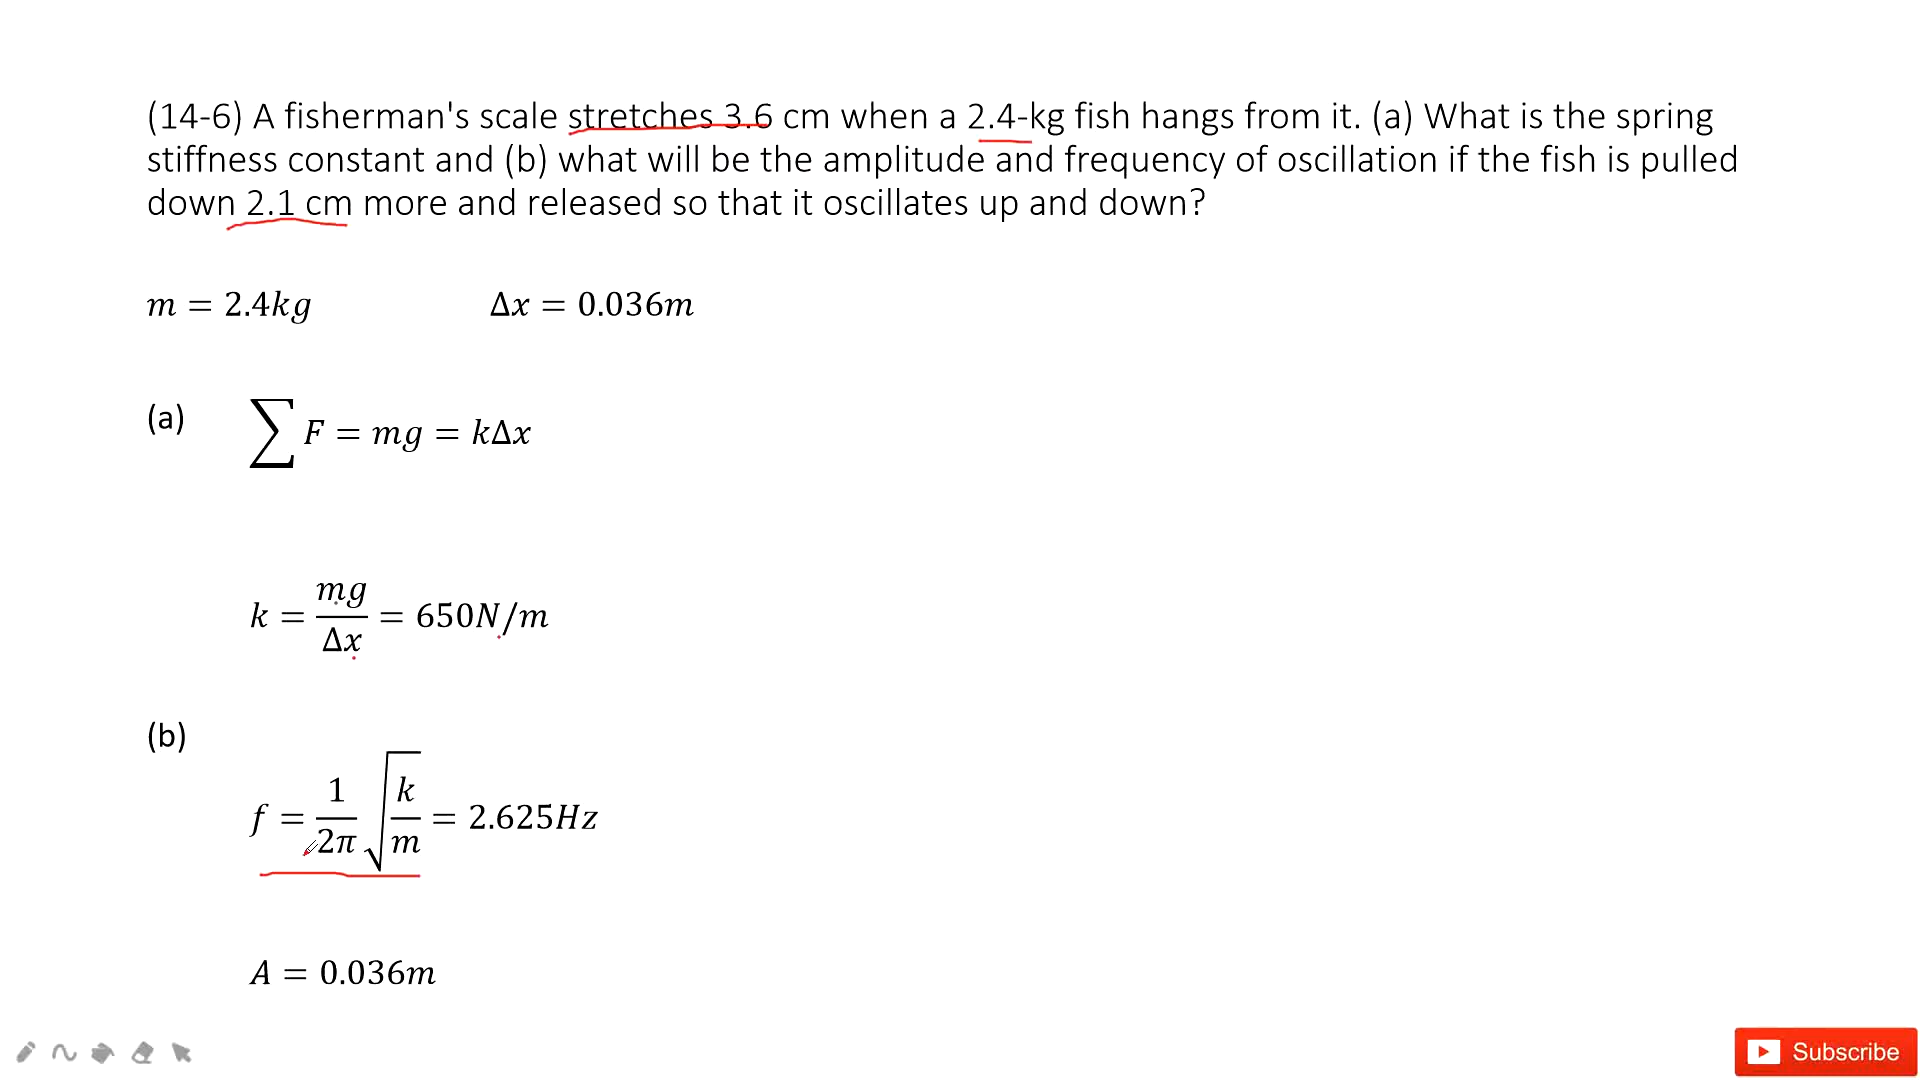 (14-6) A fisherman's scale stretches 3.6 cm when a 2.4-kg fish hangs from it. (a) What is the spring
stiffness constant and (b) what will be the amplitude and frequency of oscillation if the fish is pulled
down 2.1 cm more and released so that it oscillates up and down?
m = 2.4kg Δx = 0.036m
(a) ∑ F = mg = kΔx
k = mg/Δx = 650N/m
(b)
f = 1/2π √k/m = 2.625Hz
A = 0.036m
Subscribe